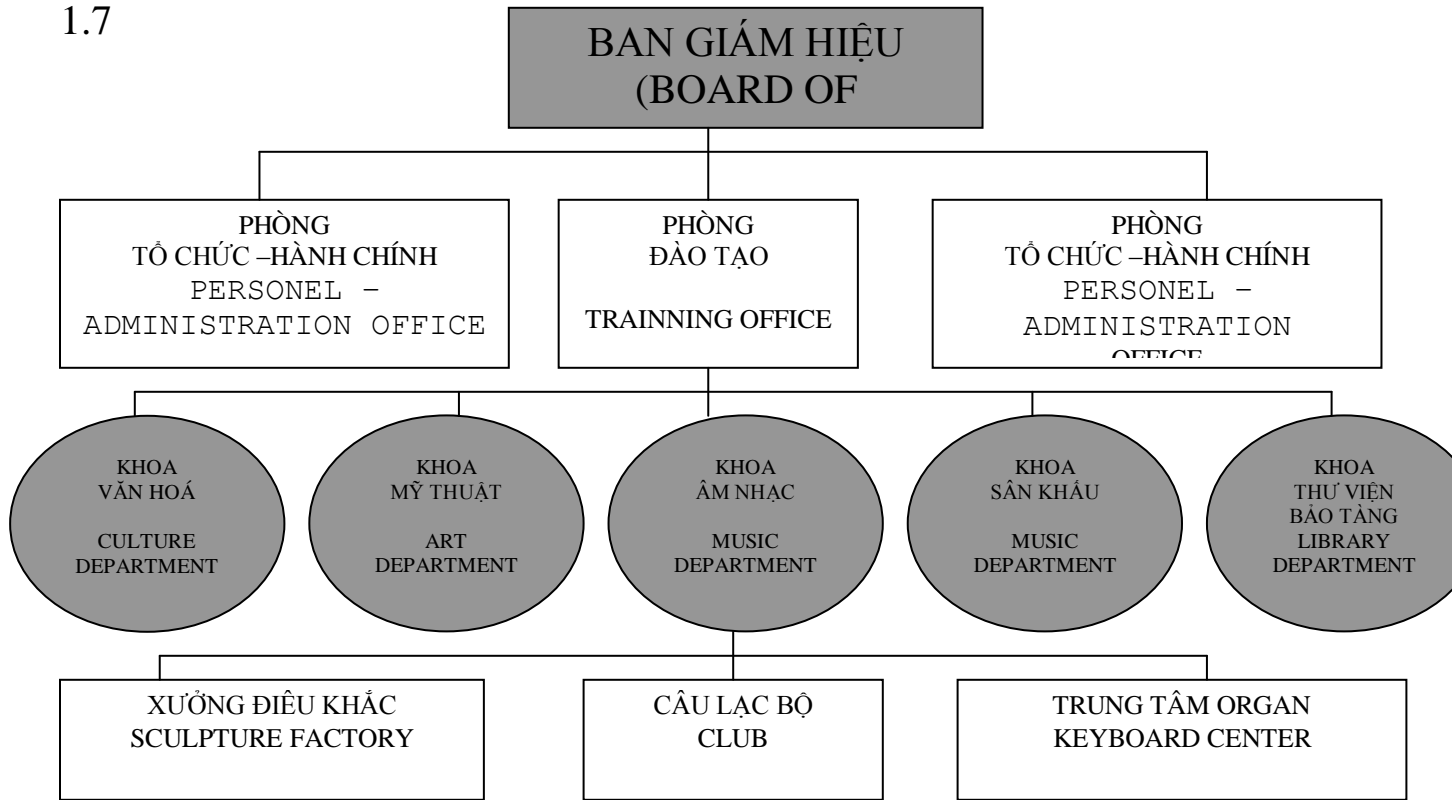 1.7
BAN GIÁM HIỆU
(BOARD OF
PHÒNG
TỔ CHỨC –HÀNH CHÍNH
PERSONEL –
ADMINISTRATION OFFICE
PHÒNG
ĐÀO TẠO
TRAINNING OFFICE
PHÒNG
TỔ CHỨC –HÀNH CHÍNH
PERSONEL –
ADMINISTRATION
OFFICE
KHOA
VĂN HOÁ
CULTURE
DEPARTMENT
KHOA
MỸ THUẬT
ART
DEPARTMENT
KHOA
ÂM NHẠC
MUSIC
DEPARTMENT
KHOA
SÂN KHẤU
MUSIC
DEPARTMENT
KHOA
THƯ VIỆN
BẢO TÀNG
LIBRARY
DEPARTMENT
XƯỞNG ĐIÊU KHẮC
SCULPTURE FACTORY
CÂU LẠC BỘ
CLUB
TRUNG TÂM ORGAN
KEYBOARD CENTER